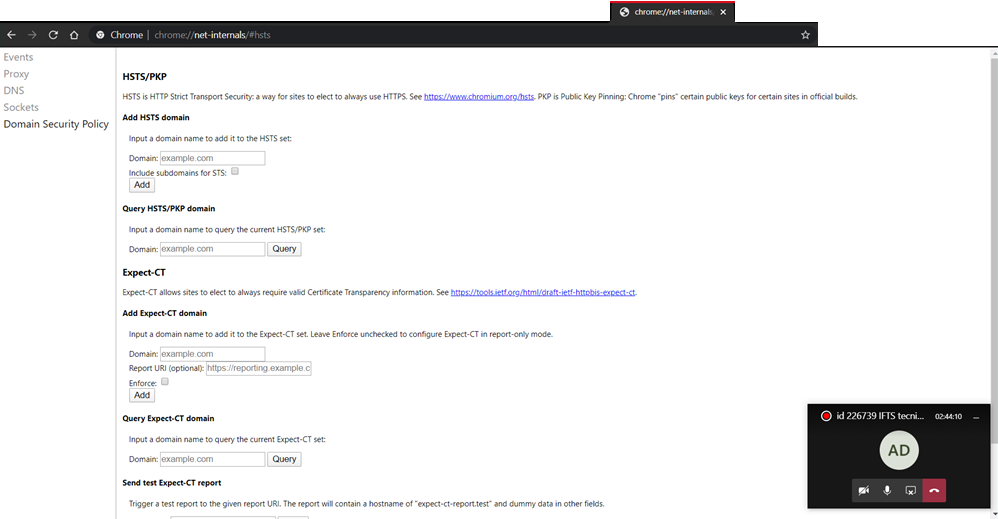 chrome://net-internals/
Chrome | chrome://net-internals/#hsts
Events
Proxy
DNS
Sockets
Domain Security Policy
HSTS/PKP
HSTS is HTTP Strict Transport Security: a way for sites to elect to always use HTTPS. See https://www.chromium.org/hsts. PKP is Public Key Pinning: Chrome "pins" certain public keys for certain sites in official builds.
Add HSTS domain
Input a domain name to add it to the HSTS set:
Domain: example.com
Include subdomains for STS:
Add
Query HSTS/PKP domain
Input a domain name to query the current HSTS/PKP set:
Domain: example.com Query
Expect-CT
Expect-CT allows sites to elect to always require valid Certificate Transparency information. See https://tools.ietf.org/html/draft-ietf-httpbis-expect-ct.
Add Expect-CT domain
Input a domain name to add it to the Expect-CT set. Leave Enforce unchecked to configure Expect-CT in report-only mode.
Domain: example.com
Report URI (optional): https://reporting.example.c
Enforce:
Add
Query Expect-CT domain
Input a domain name to query the current Expect-CT set:
Domain: example.com Query
Send test Expect-CT report
Trigger a test report to the given report URI. The report will contain a hostname of "expect-ct-report.test" and dummy data in other fields.
id 226739 IFTS tecni... 02:44:10
AD